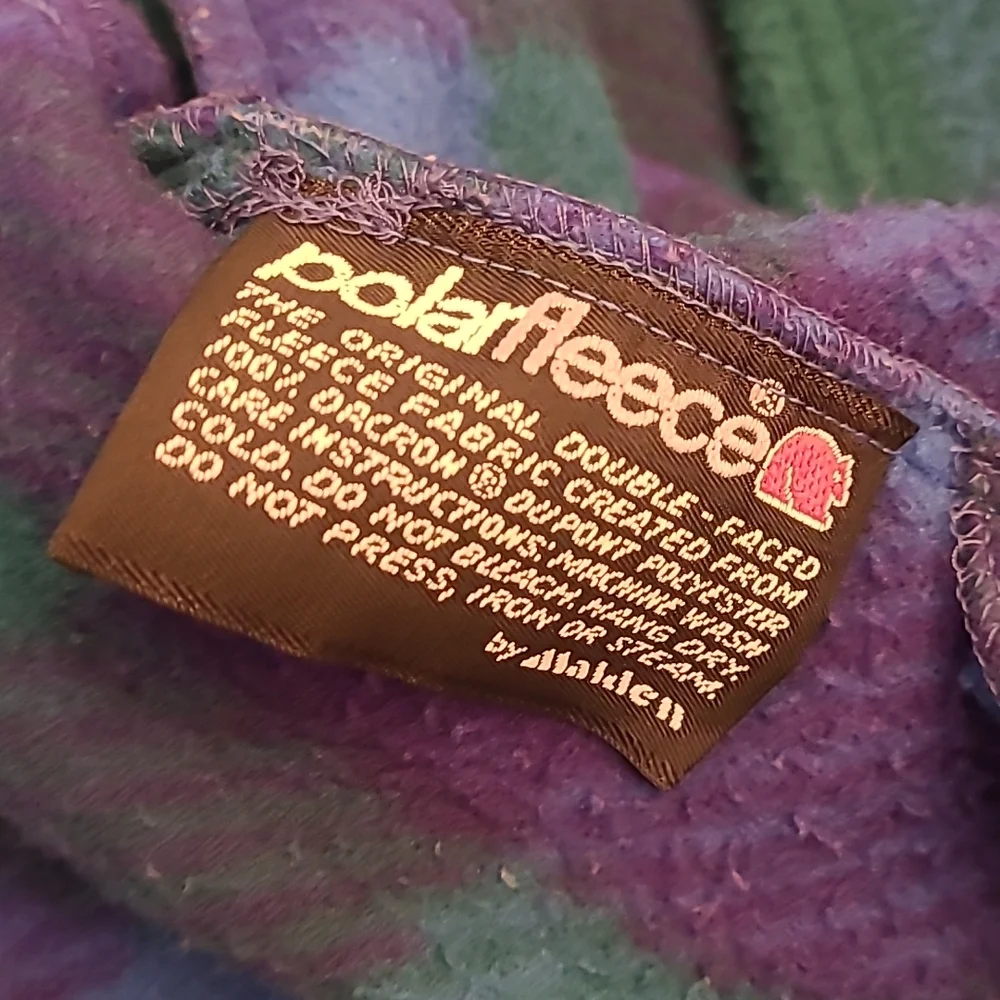 polarfleece®
THE ORIGINAL DOUBLE-FACED
FLEECE FABRIC CREATED FROM
100% DACRON ® DUPONT POLYESTER
CARE INSTRUCTIONS: MACHINE WASH
COLD. DO NOT BLEACH. HANG DRY.
DO NOT PRESS, IRON OR STEAM.
by Malden